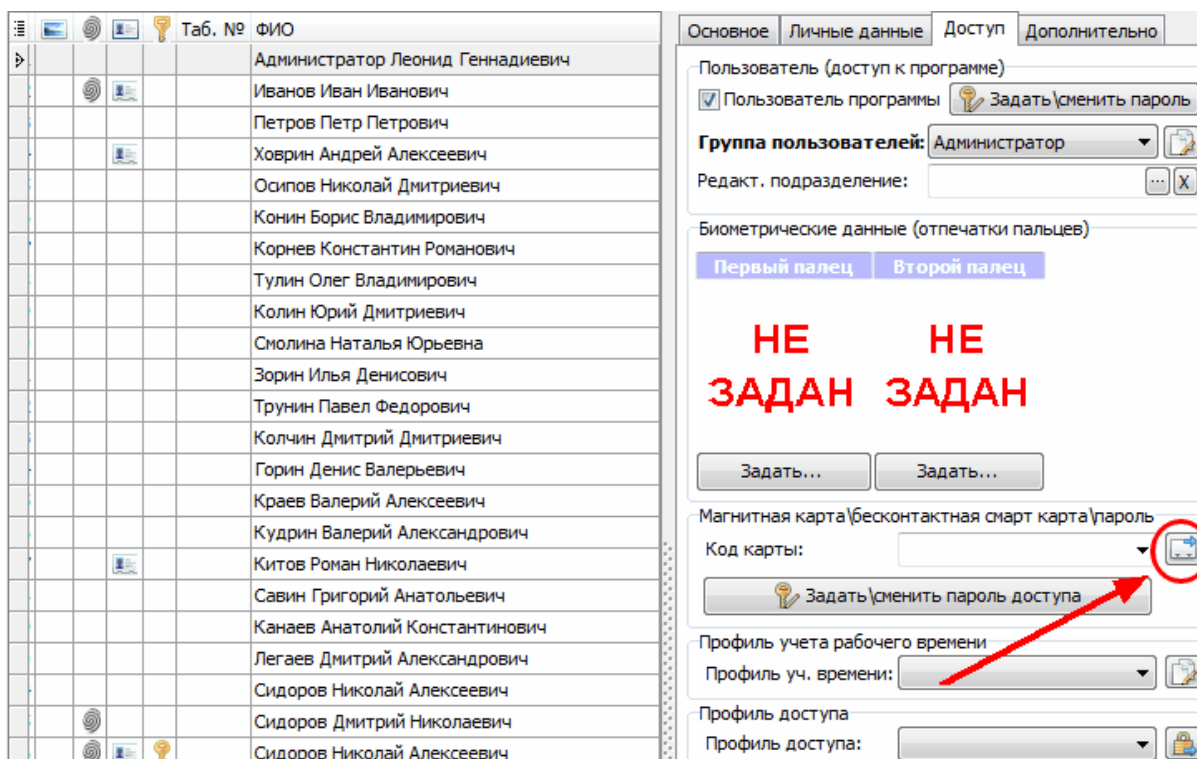 Таб. № ФИО
Администратор Леонид Геннадиевич
Иванов Иван Иванович
Петров Петр Петрович
Ховрин Андрей Алексеевич
Осипов Николай Дмитриевич
Конин Борис Владимирович
Корнев Константин Романович
Тулин Олег Владимирович
Колин Юрий Дмитриевич
Смолина Наталья Юрьевна
Зорин Илья Денисович
Трунин Павел Федорович
Колчин Дмитрий Дмитриевич
Горин Денис Валерьевич
Краев Валерий Алексеевич
Кудрин Валерий Александрович
Китов Роман Николаевич
Савин Григорий Анатольевич
Канаев Анатолий Константинович
Легаев Дмитрий Александрович
Сидоров Николай Алексеевич
Сидоров Дмитрий Николаевич
Сидоров Николай Алексеевич
Основное Личные данные Доступ Дополнительно
Пользователь (доступ к программе)
Пользователь программы Задать\сменить пароль
Группа пользователей: Администратор
Редакт. подразделение: ... X
Биометрические данные (отпечатки пальцев)
Первый палец Второй палец
НЕ НЕ
ЗАДАН ЗАДАН
Задать... Задать...
Магнитная карта\бесконтактная смарт карта\пароль
Код карты:
Задать\сменить пароль доступа
Профиль учета рабочего времени
Профиль уч. времени:
Профиль доступа
Профиль доступа: